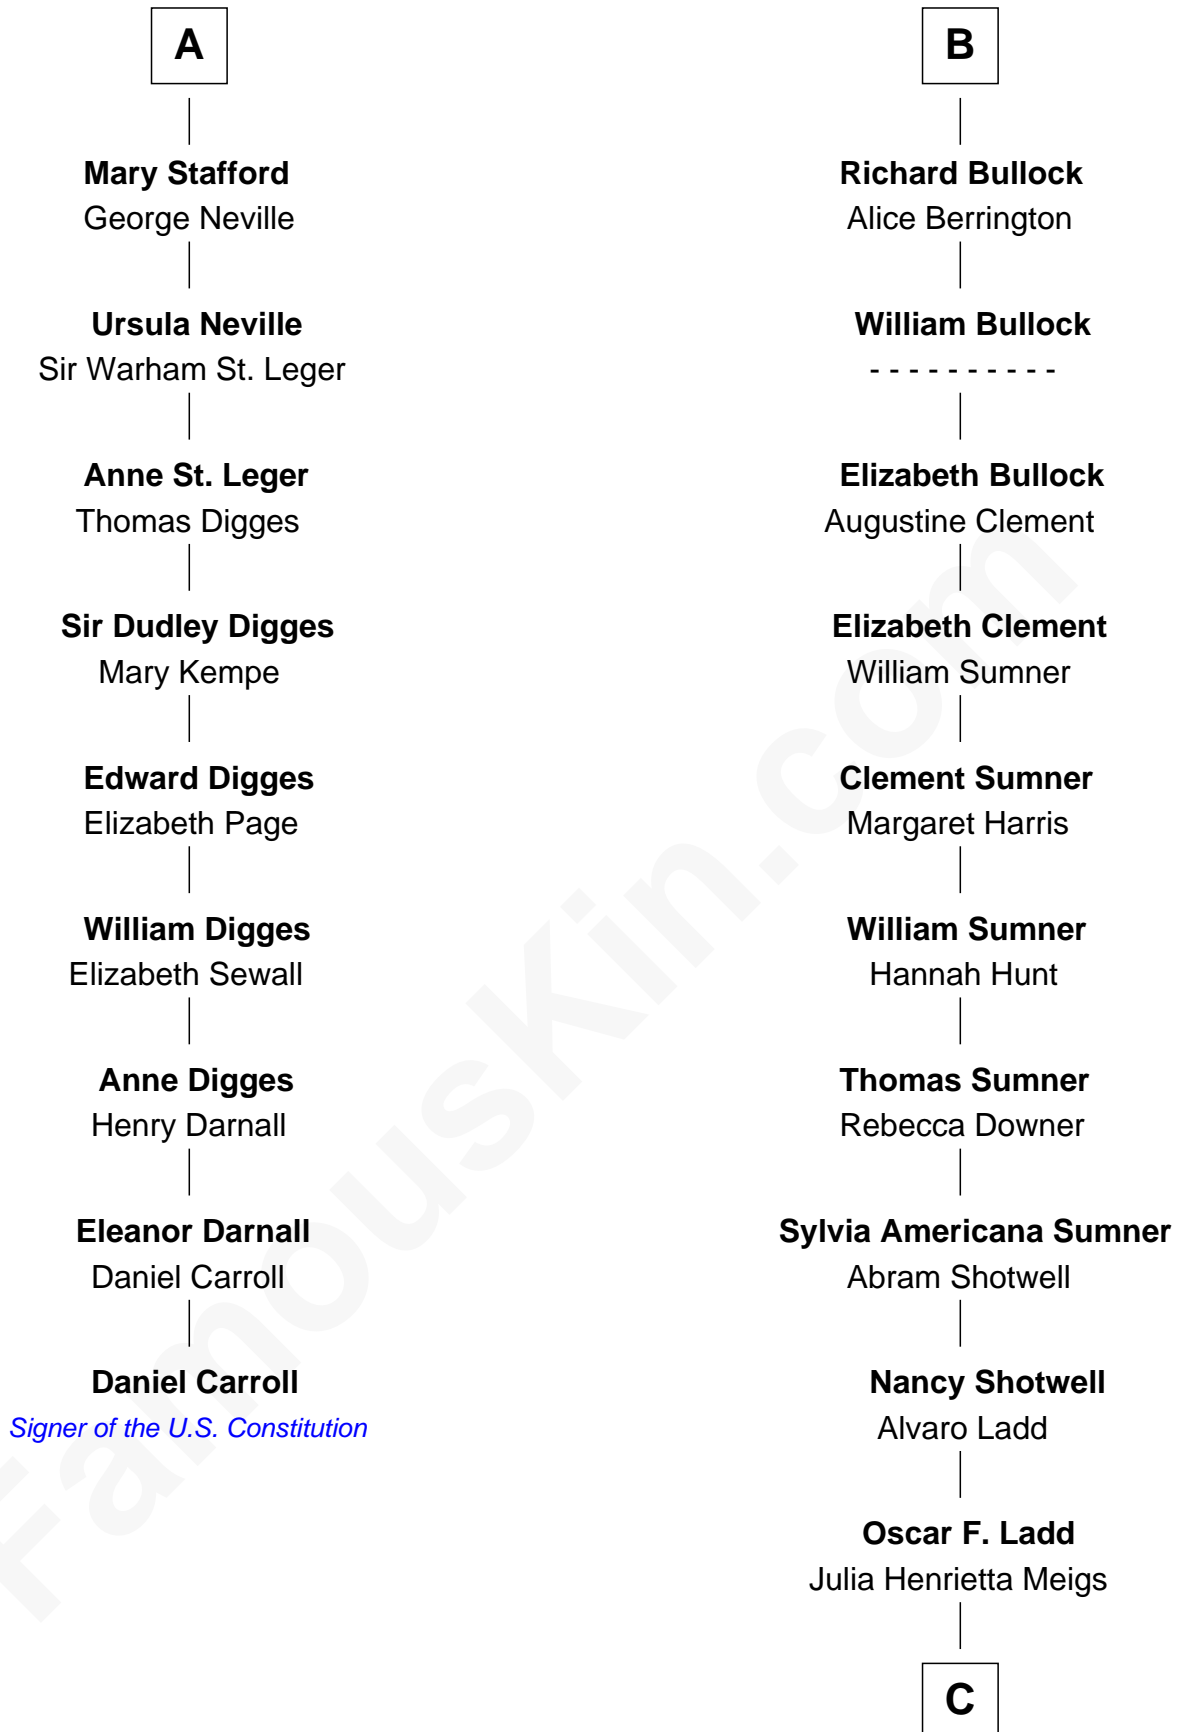 A
Mary Stafford
George Neville
Ursula Neville
Sir Warham St. Leger
Anne St. Leger
Thomas Digges
Sir Dudley Digges
Mary Kempe
Edward Digges
Elizabeth Page
William Digges
Elizabeth Sewall
Anne Digges
Henry Darnall
Eleanor Darnall
Daniel Carroll
Daniel Carroll
Signer of the U.S. Constitution
B
Richard Bullock
Alice Berrington
William Bullock
- - - - - - - - - -
Elizabeth Bullock
Augustine Clement
Elizabeth Clement
William Sumner
Clement Sumner
Margaret Harris
William Sumner
Hannah Hunt
Thomas Sumner
Rebecca Downer
Sylvia Americana Sumner
Abram Shotwell
Nancy Shotwell
Alvaro Ladd
Oscar F. Ladd
Julia Henrietta Meigs
C
FamousKin.com